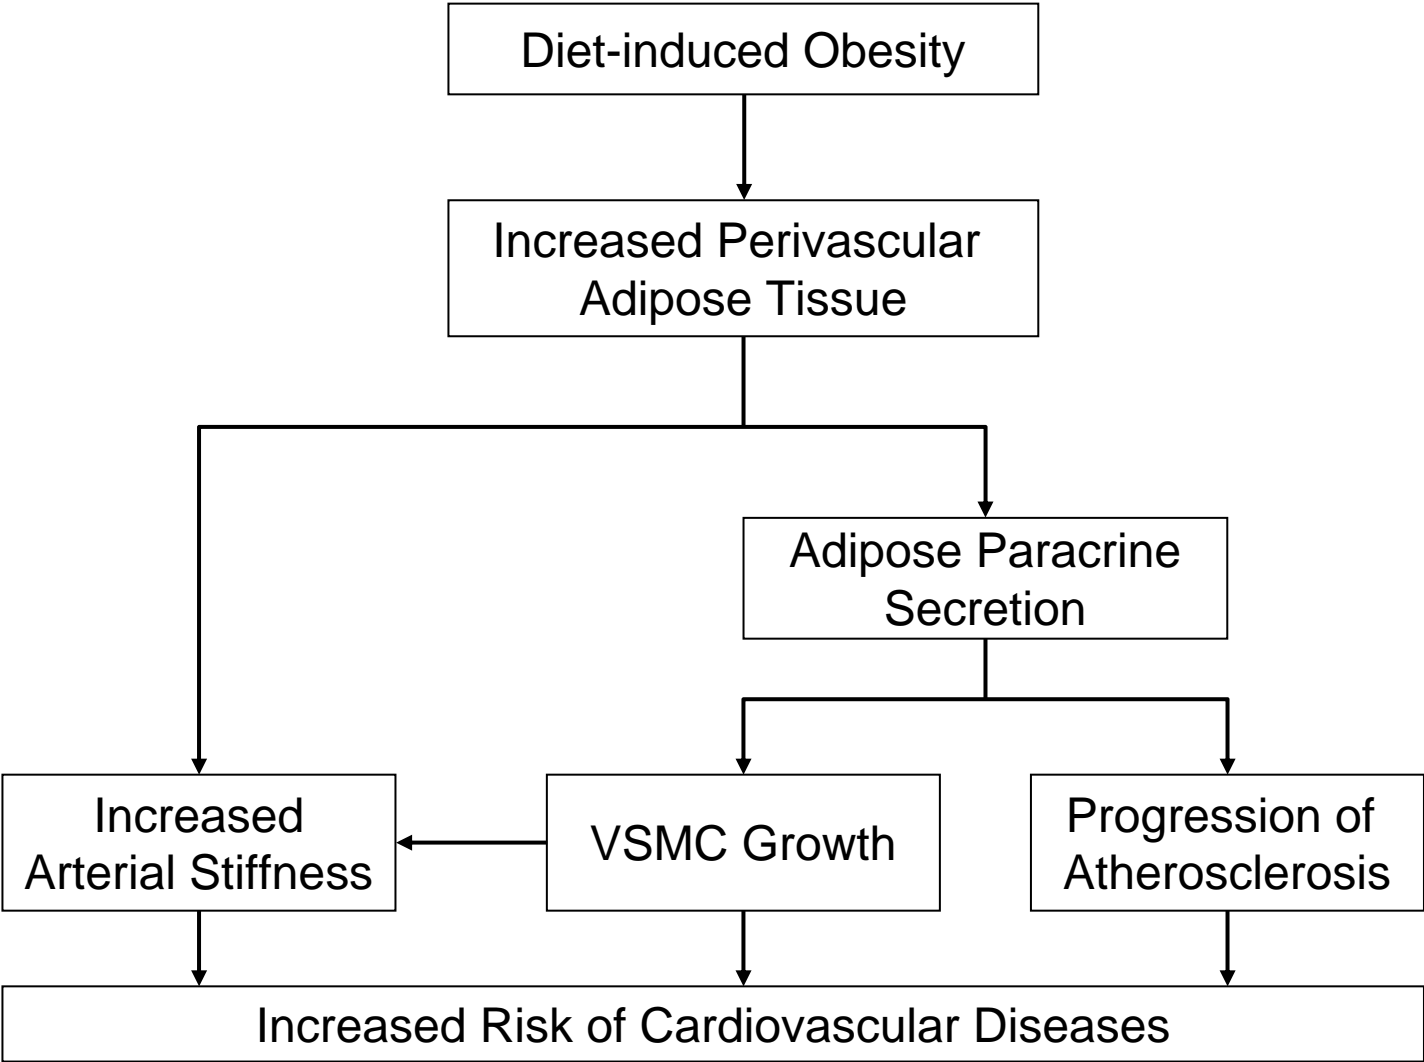 Diet-induced Obesity
Increased Perivascular
Adipose Tissue
Adipose Paracrine
Secretion
Increased
Arterial Stiffness
VSMC Growth
Progression of
Atherosclerosis
Increased Risk of Cardiovascular Diseases